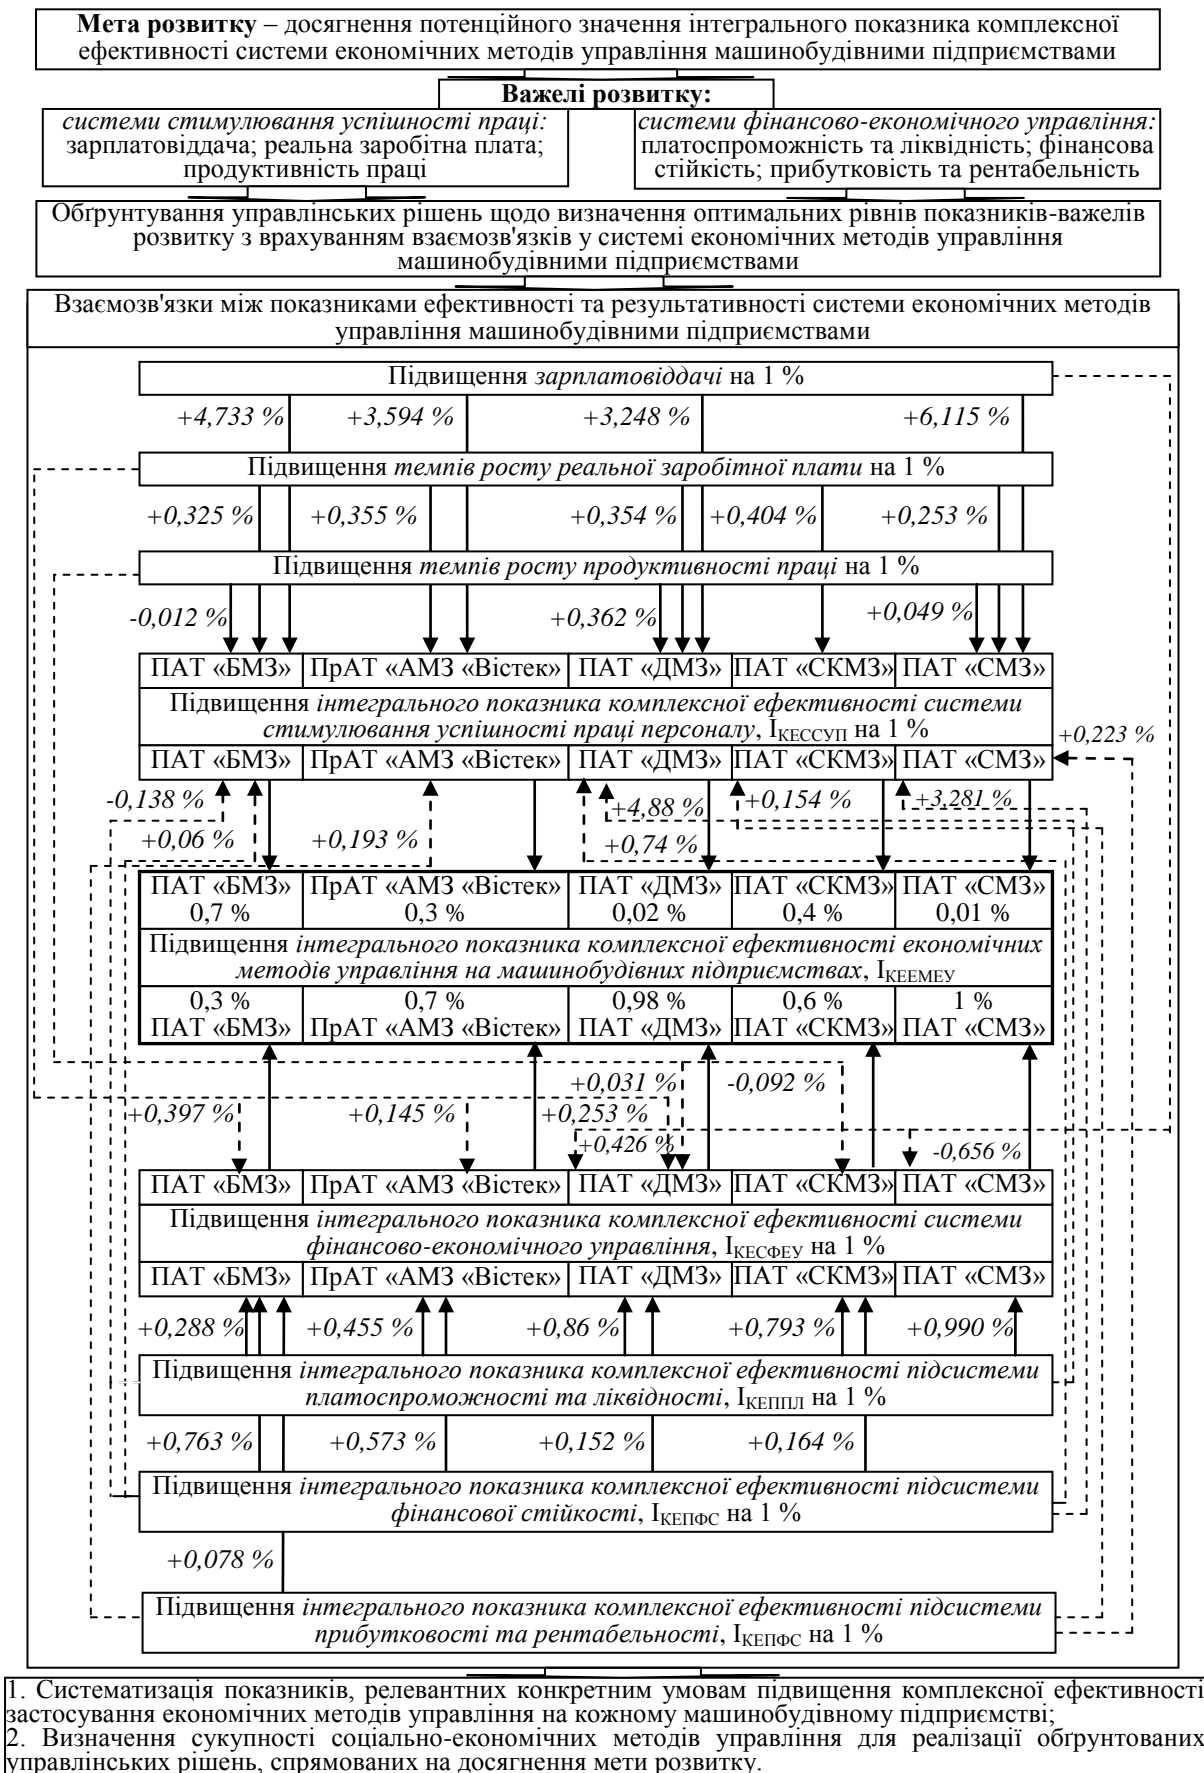 Мета розвитку – досягнення потенційного значення інтегрального показника комплексної
ефективності системи економічних методів управління машинобудівними підприємствами
Важелі розвитку:
системи стимулювання успішності праці:
зарплатовіддача; реальна заробітна плата;
продуктивність праці
системи фінансово-економічного управління:
платоспроможність та ліквідність; фінансова
стійкість; прибутковість та рентабельність
Обґрунтування управлінських рішень щодо визначення оптимальних рівнів показників-важелів
розвитку з врахуванням взаємозв'язків у системі економічних методів управління
машинобудівними підприємствами
Взаємозв'язки між показниками ефективності та результативності системи економічних методів
управління машинобудівними підприємствами
Підвищення зарплатовіддачі на 1 %
+4,733 % +3,594 % +3,248 % +6,115 %
Підвищення темпів росту реальної заробітної плати на 1 %
+0,325 % +0,355 % +0,354 % +0,404 % +0,253 %
Підвищення темпів росту продуктивності праці на 1 %
-0,012 % +0,362 % +0,049 %
ПАТ «БМЗ» ПрАТ «АМЗ «Вістек» ПАТ «ДМЗ» ПАТ «СКМЗ» ПАТ «СМЗ»
Підвищення інтегрального показника комплексної ефективності системи
стимулювання успішності праці персоналу, ІКЕССУП на 1 %
+0,223 %
ПАТ «БМЗ» ПрАТ «АМЗ «Вістек» ПАТ «ДМЗ» ПАТ «СКМЗ» ПАТ «СМЗ»
-0,138 % +4,88 % +0,154 % +3,281 %
+0,06 % +0,193 % +0,74 %
ПАТ «БМЗ» ПрАТ «АМЗ «Вістек» ПАТ «ДМЗ» ПАТ «СКМЗ» ПАТ «СМЗ»
0,7 % 0,3 % 0,02 % 0,4 % 0,01 %
Підвищення інтегрального показника комплексної ефективності економічних
методів управління на машинобудівних підприємствах, ІКЕЕМЕУ
0,3 % 0,7 % 0,98 % 0,6 % 1 %
ПАТ «БМЗ» ПрАТ «АМЗ «Вістек» ПАТ «ДМЗ» ПАТ «СКМЗ» ПАТ «СМЗ»
+0,031 % -0,092 %
+0,397 % +0,145 % +0,253 %
+0,426 % -0,656 %
ПАТ «БМЗ» ПрАТ «АМЗ «Вістек» ПАТ «ДМЗ» ПАТ «СКМЗ» ПАТ «СМЗ»
Підвищення інтегрального показника комплексної ефективності системи
фінансово-економічного управління, ІКЕСФЕУ на 1 %
ПАТ «БМЗ» ПрАТ «АМЗ «Вістек» ПАТ «ДМЗ» ПАТ «СКМЗ» ПАТ «СМЗ»
+0,288 % +0,455 % +0,86 % +0,793 % +0,990 %
Підвищення інтегрального показника комплексної ефективності підсистеми
платоспроможності та ліквідності, ІКЕППЛ на 1 %
+0,763 % +0,573 % +0,152 % +0,164 %
Підвищення інтегрального показника комплексної ефективності підсистеми
фінансової стійкості, ІКЕПФС на 1 %
+0,078 %
Підвищення інтегрального показника комплексної ефективності підсистеми
прибутковості та рентабельності, ІКЕПФС на 1 %
1. Систематизація показників, релевантних конкретним умовам підвищення комплексної ефективності
застосування економічних методів управління на кожному машинобудівному підприємстві;
2. Визначення сукупності соціально-економічних методів управління для реалізації обґрунтованих
управлінських рішень, спрямованих на досягнення мети розвитку.